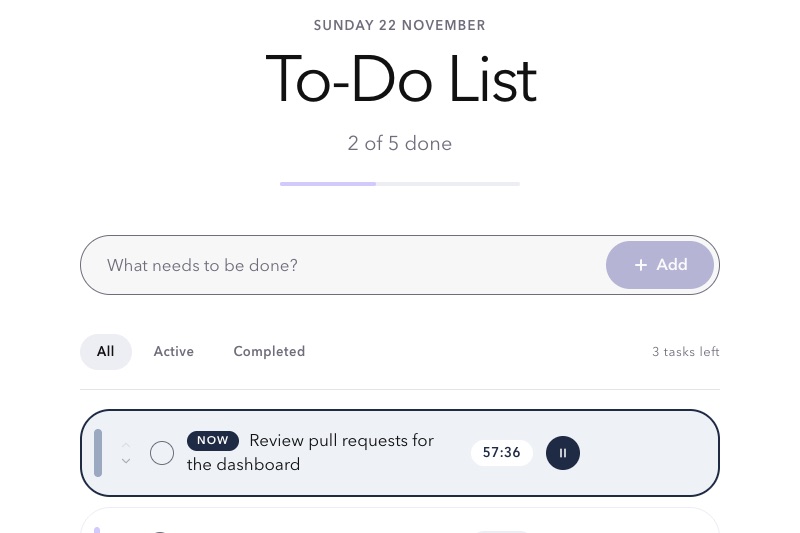 SUNDAY 22 NOVEMBER
To-Do List
2 of 5 done
What needs to be done?
+ Add
All
Active
Completed
3 tasks left
NOW Review pull requests for
the dashboard
57:36